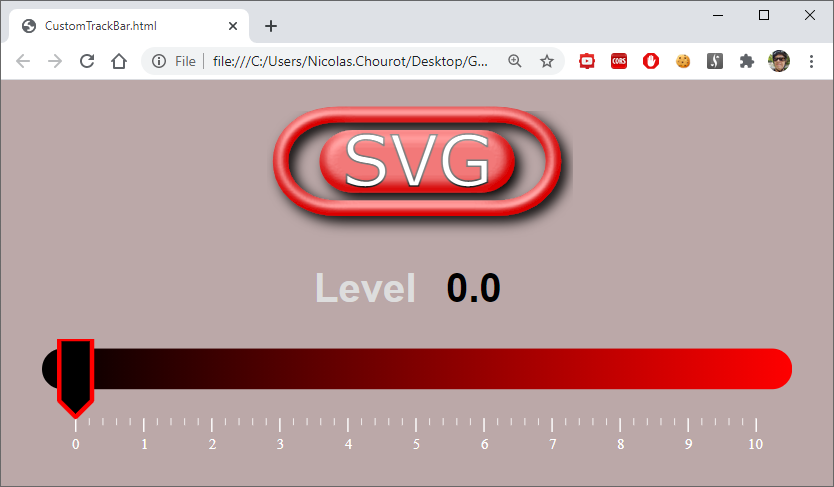 CustomTrackBar.html
File file:///C:/Users/Nicolas.Chourot/Desktop/G...
CORS
SVG
Level 0.0
0 1 2 3 4 5 6 7 8 9 10